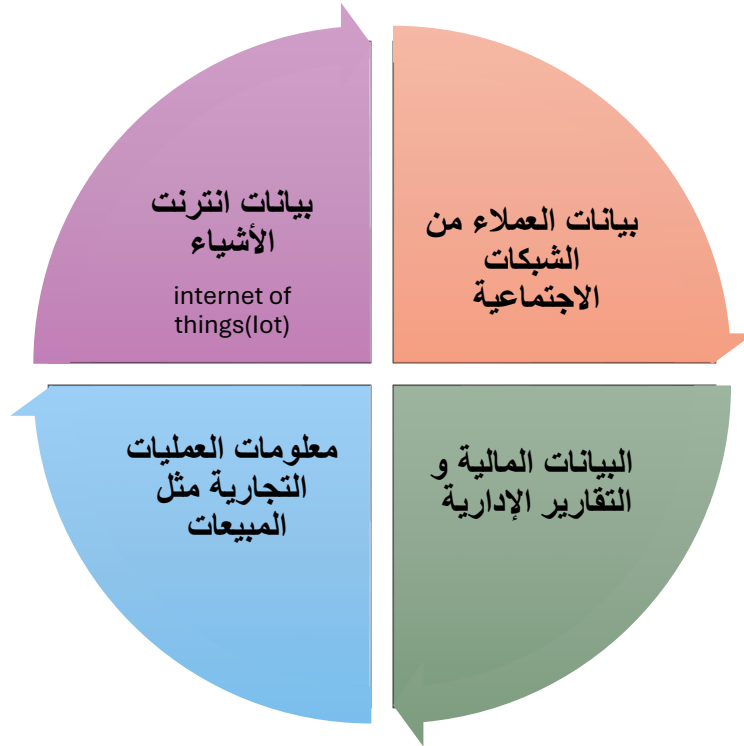 بيانات انترنت
الأشياء
internet of
things(Iot)
بيانات العملاء من
الشبكات
الاجتماعية
معلومات العمليات
التجارية مثل
المبيعات
البيانات المالية و
التقارير الإدارية